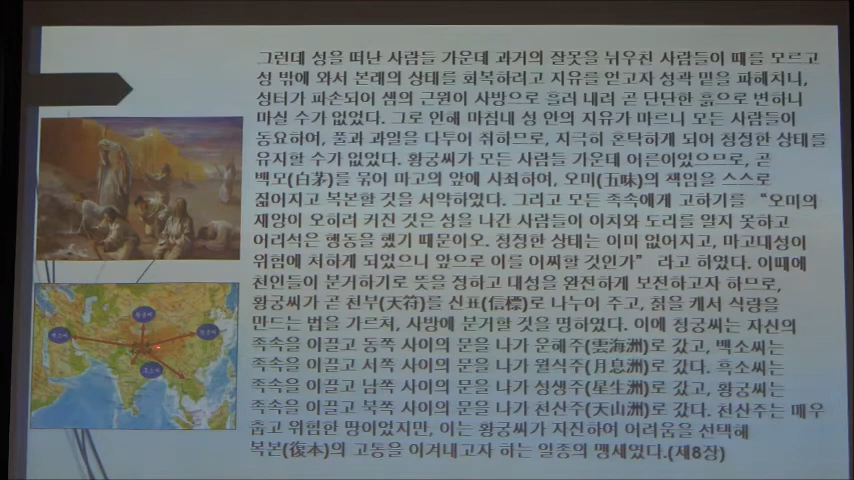 그런데 성을 떠난 사람들 가운데 과거의 잘못을 뉘우친 사람들이 때를 모르고
성 밖에 와서 본래의 상태를 회복하려고 지유를 얻고자 성곽 밑을 파헤치니,
성터가 파손되어 샘의 근원이 사방으로 흘러 내려 곧 단단한 흙으로 변하니
마실 수가 없었다. 그로 인해 마침내 성 안의 지유가 마르니 모든 사람들이
동요하여, 풀과 과일을 다투어 취하므로, 지극히 혼탁하게 되어 청정한 상태를
유지할 수가 없었다. 황궁씨가 모든 사람들 가운데 어른이었으므로, 곧
백모(白茅)를 묶어 마고의 앞에 사죄하여, 오미(五味)의 책임을 스스로
짊어지고 복본할 것을 서약하였다. 그리고 모든 족속에게 고하기를 “오미의
재앙이 오히려 커진 것은 성을 나간 사람들이 이치와 도리를 알지 못하고
어리석은 행동을 했기 때문이오. 청정한 상태는 이미 없어지고, 마고대성이
위험에 처하게 되었으니 앞으로 이를 어찌할 것인가” 라고 하였다. 이때에
천인들이 분거하기로 뜻을 정하고 대성을 완전하게 보전하고자 하므로,
황궁씨가 곧 천부(天符)를 신표(信標)로 나누어 주고, 칡을 캐서 식량을
만드는 법을 가르쳐, 사방에 분거할 것을 명하였다. 이에 청궁씨는 자신의
족속을 이끌고 동쪽 사이의 문을 나가 운해주(雲海洲)로 갔고, 백소씨는
족속을 이끌고 서쪽 사이의 문을 나가 월식주(月息洲)로 갔다. 흑소씨는
족속을 이끌고 남쪽 사이의 문을 나가 성생주(星生洲)로 갔고, 황궁씨는
족속을 이끌고 북쪽 사이의 문을 나가 천산주(天山洲)로 갔다. 천산주는 매우
춥고 위험한 땅이었지만, 이는 황궁씨가 자진하여 어려움을 선택해
복본(復本)의 고통을 이겨내고자 하는 일종의 맹세였다.(제8장)
황궁씨
백소씨
청궁씨
흑소씨